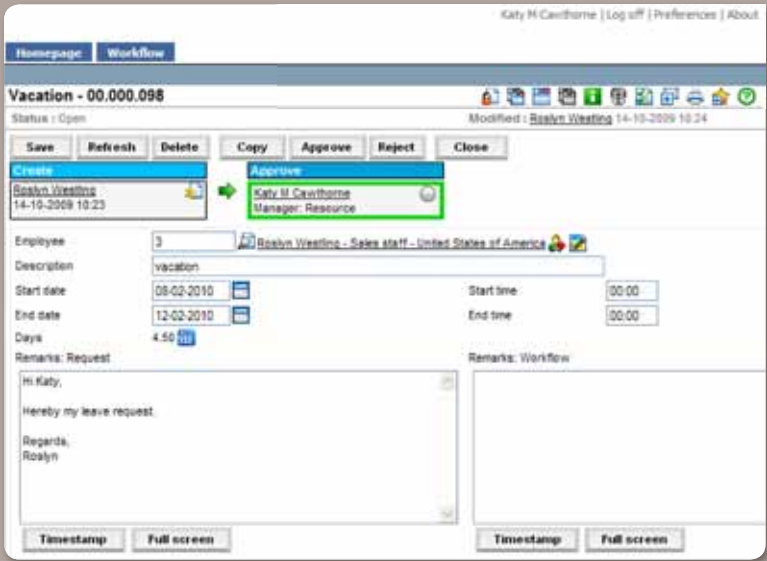 Katy M Cawthorne | Log off | Preferences | About
Homepage Workflow
Vacation - 00.000.098
Status : Open Modified : Roslyn Westling 14-10-2009 10:24
Save Refresh Delete Copy Approve Reject Close
Create Approve
Roslyn Westling Katy M Cawthorne
14-10-2009 10:23 Manager: Resource
Employee 3 Roslyn Westling - Sales staff - United States of America
Description vacation
Start date 08-02-2010 Start time 00:00
End date 12-02-2010 End time 00:00
Days 4.50
Remarks: Request Remarks: Workflow
Hi Katy,
Hereby my leave request.
Regards,
Roslyn
Timestamp Full screen Timestamp Full screen